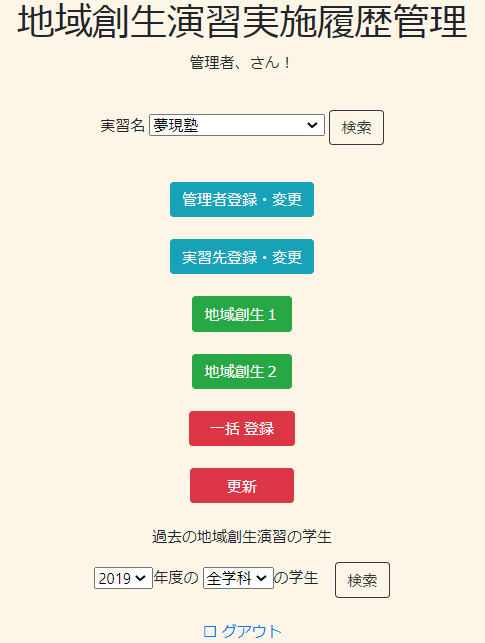 地域創生演習実施履歴管理
管理者、さん！
実習名 夢現塾 検索
管理者登録・変更
実習先登録・変更
地域創生１
地域創生２
一括 登録
更新
過去の地域創生演習の学生
2019 年度の 全学科 の学生 検索
ログアウト